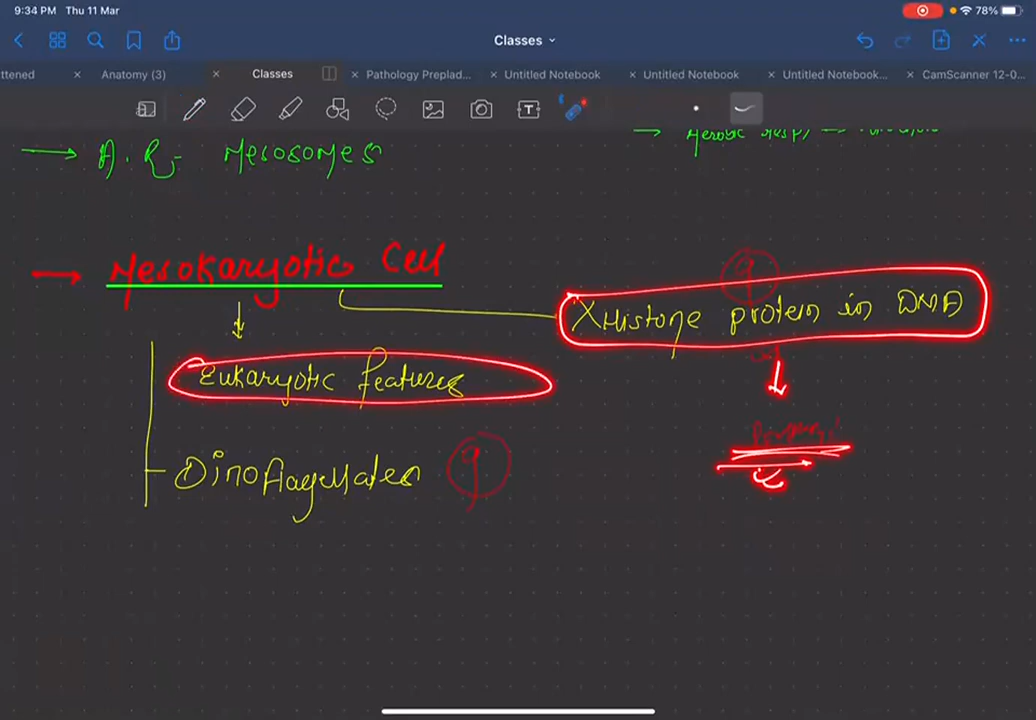 9:34 PM Thu 11 Mar
78%
Classes
ttened
Anatomy (3)
Classes
Pathology Preplad...
Untitled Notebook
Untitled Notebook
Untitled Notebook...
CamScanner 12-0...
T
→ A.R.
Mesosomes
→
→ Mesokaryotic Cell
q
X Histone protein in DNA
Eukaryotic features
Dinoflagellates
q